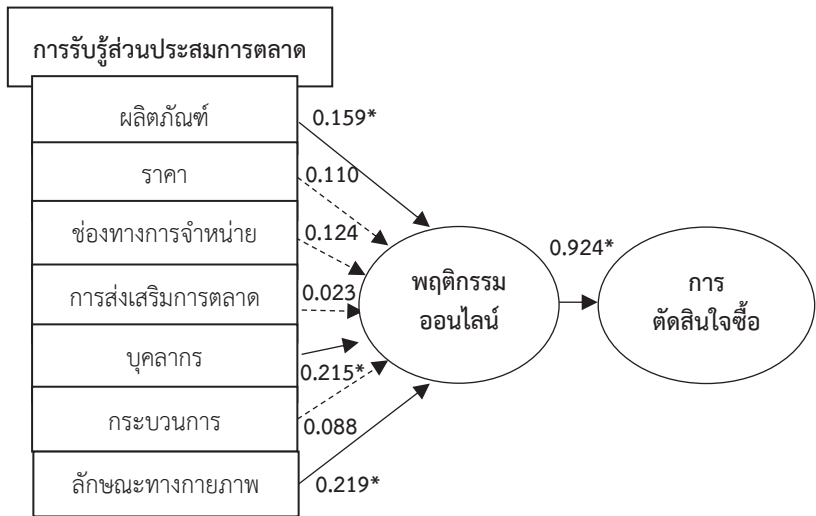 การรับรู้ส่วนประสมการตลาด
ผลิตภัณฑ์
0.159*
ราคา
0.110
ช่องทางการจำหน่าย
0.124
การส่งเสริมการตลาด
0.023
บุคลากร
0.215*
กระบวนการ
0.088
ลักษณะทางกายภาพ
0.219*
พฤติกรรม
ออนไลน์
0.924*
การ
ตัดสินใจซื้อ